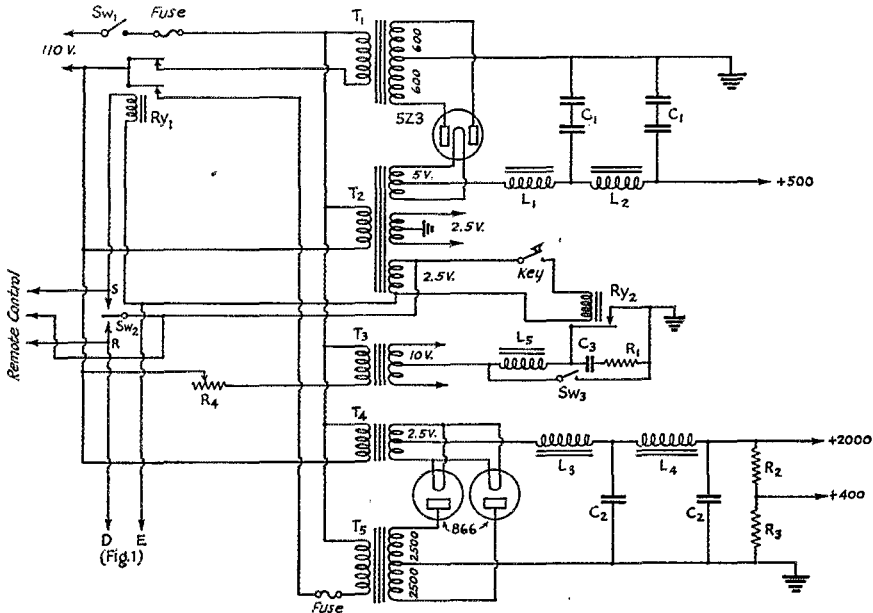 Sw1
Fuse
T1
600
600
110 V.
Ry1
5Z3
C1
C1
5 V.
L1
L2
+500
T2
2.5V.
2.5V.
Key
Ry2
Remote Control
S
Sw2
R
T3
10V.
L5
C3
R1
Sw3
R4
T4
2.5V.
L3
L4
+2000
R2
+400
C2
C2
R3
866
D
E
(Fig.1)
T5
2500
2500
Fuse